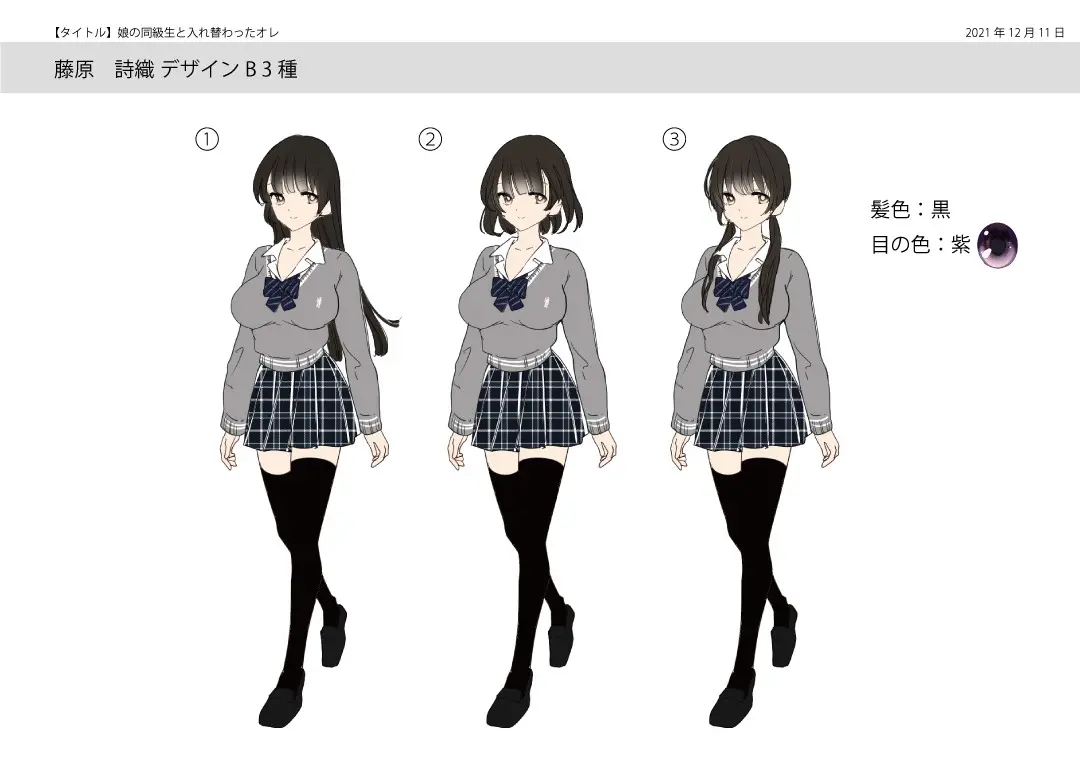 【タイトル】娘の同級生と入れ替わったオレ
2021 年 12 月 11 日
藤原　詩織 デザイン B 3 種
①
②
③
髪色：黒
目の色：紫